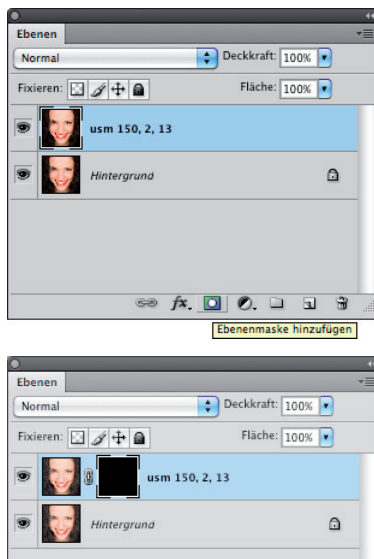 Ebenen
Normal Deckkraft: 100%
Fixieren: Fläche: 100%
usm 150, 2, 13
Hintergrund
fx.
Ebenenmaske hinzufügen
Ebenen
Normal Deckkraft: 100%
Fixieren: Fläche: 100%
usm 150, 2, 13
Hintergrund